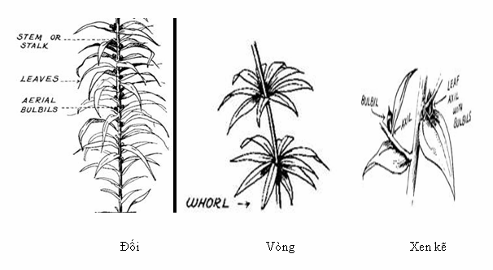 STEM OR
STALK
LEAVES
AERIAL
BULBILS
WHORL
BULBIL
AXIL
LEAF
AXIL
WITH
BULBILS
Đối
Vòng
Xen kẽ